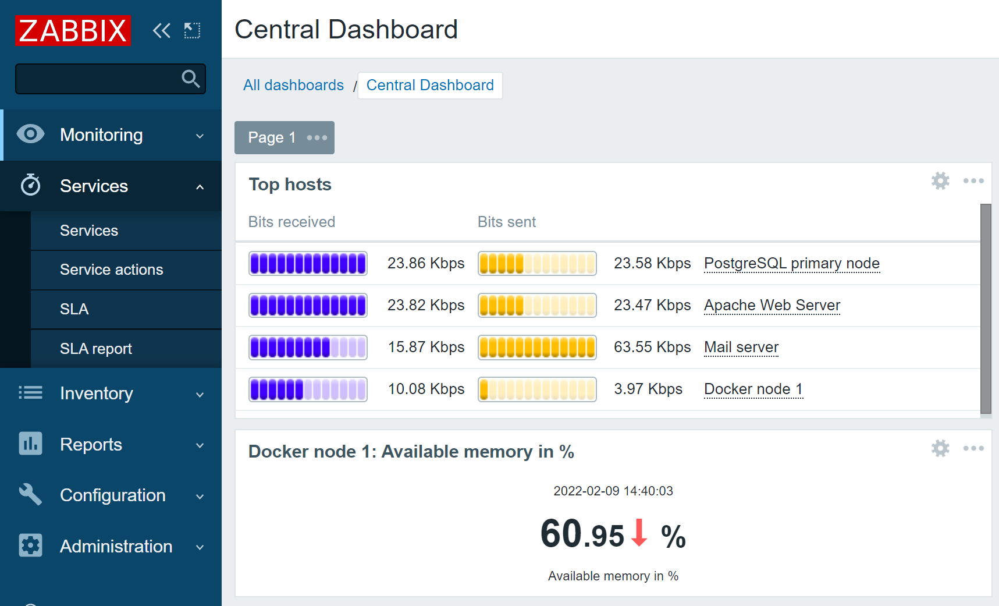 ZABBIX
Monitoring
Services
Services
Service actions
SLA
SLA report
Inventory
Reports
Configuration
Administration
Central Dashboard
All dashboards / Central Dashboard
Page 1
Top hosts
Bits received Bits sent
23.86 Kbps 23.58 Kbps PostgreSQL primary node
23.82 Kbps 23.47 Kbps Apache Web Server
15.87 Kbps 63.55 Kbps Mail server
10.08 Kbps 3.97 Kbps Docker node 1
Docker node 1: Available memory in %
2022-02-09 14:40:03
60.95 %
Available memory in %